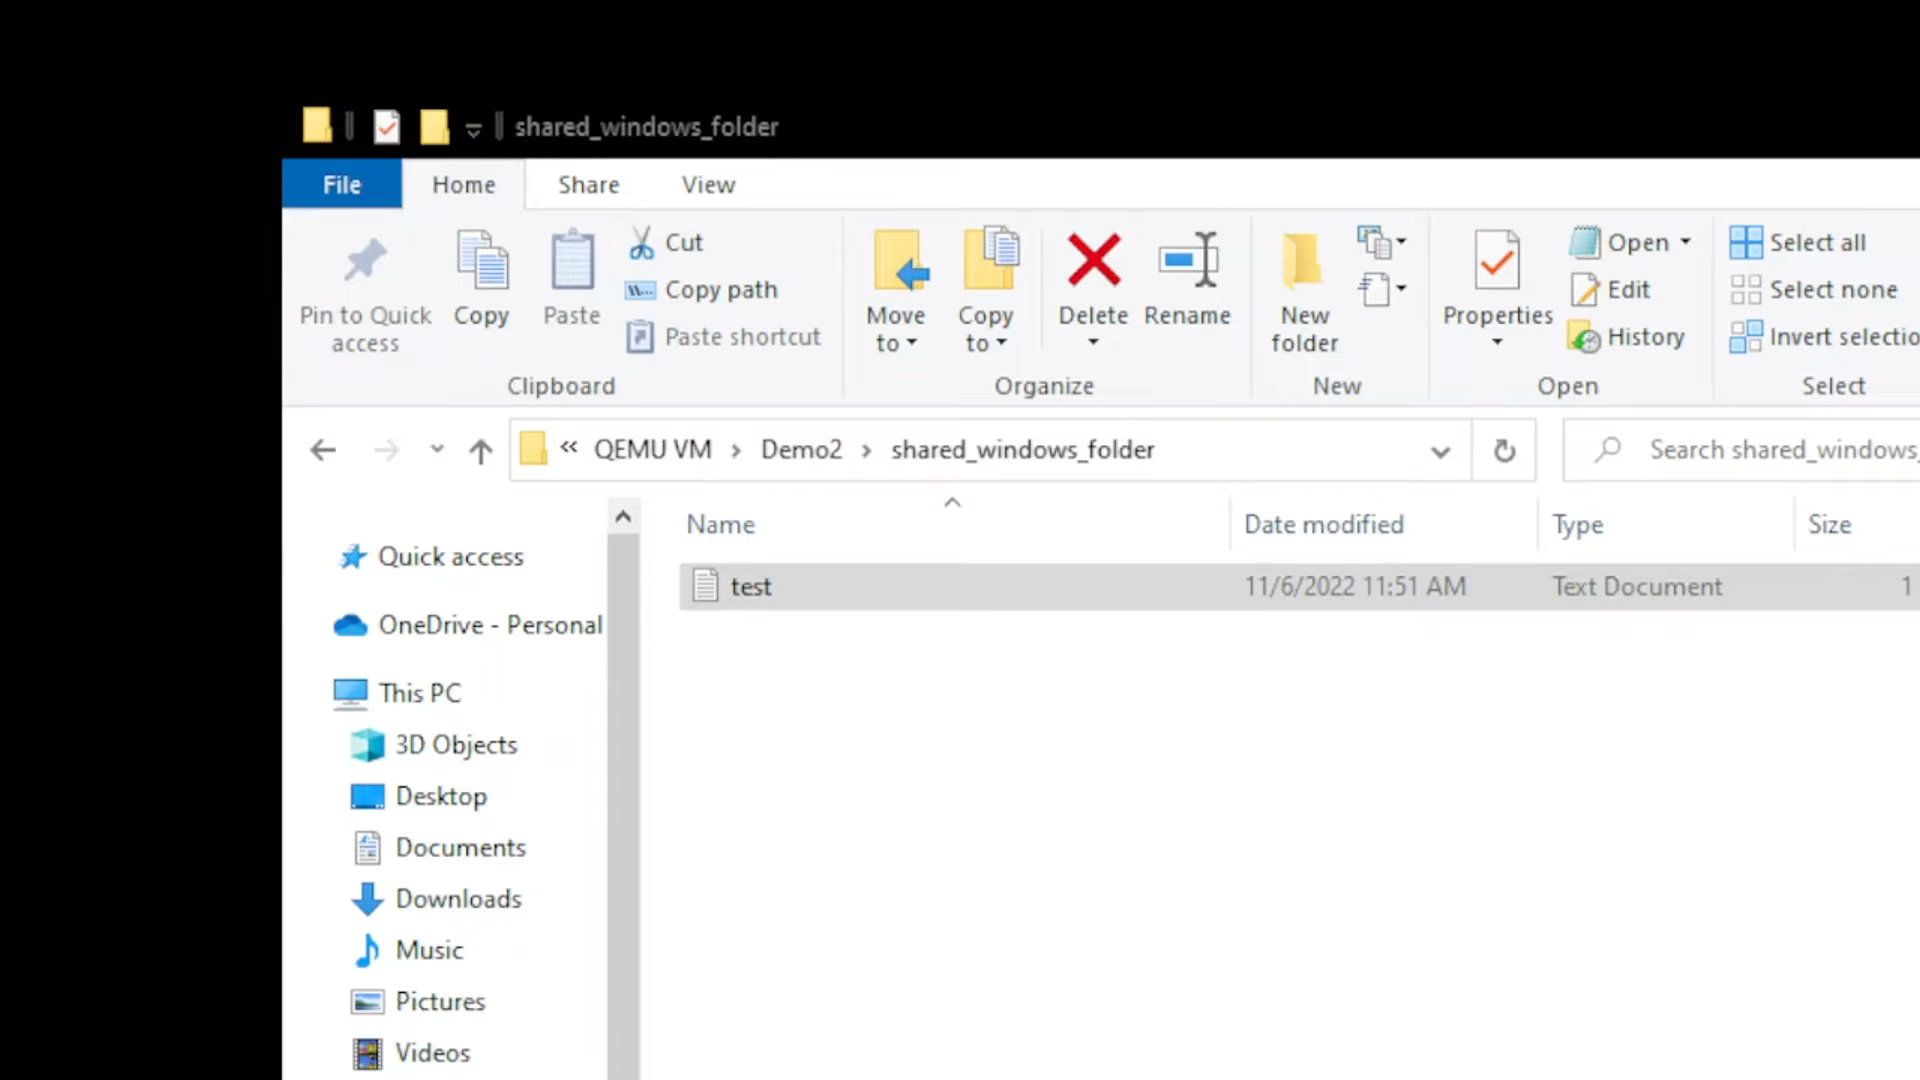 shared_windows_folder
File Home Share View
Pin to Quick access
Copy
Paste
Cut
Copy path
Paste shortcut
Clipboard
Move to
Copy to
Delete
Rename
Organize
New folder
New
Properties
Open
Edit
History
Open
Select all
Select none
Invert selectio
Select
« QEMU VM › Demo2 › shared_windows_folder
Search shared_windows_
Name Date modified Type Size
test 11/6/2022 11:51 AM Text Document 1
Quick access
OneDrive - Personal
This PC
3D Objects
Desktop
Documents
Downloads
Music
Pictures
Videos